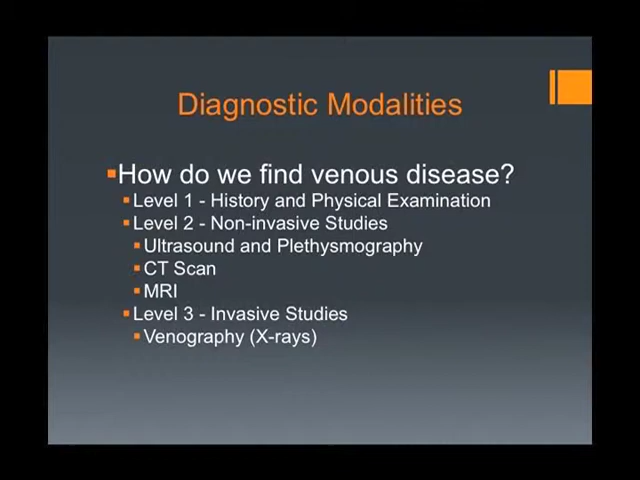 Diagnostic Modalities
How do we find venous disease?
Level 1 - History and Physical Examination
Level 2 - Non-invasive Studies
Ultrasound and Plethysmography
CT Scan
MRI
Level 3 - Invasive Studies
Venography (X-rays)